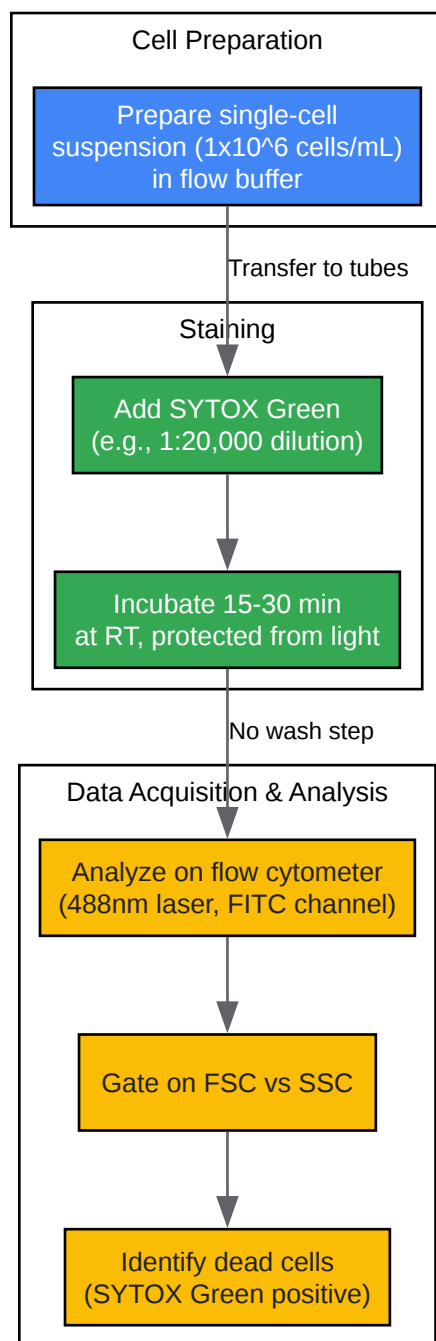 Cell Preparation
Prepare single-cell
suspension (1x10^6 cells/mL)
in flow buffer
Transfer to tubes
Staining
Add SYTOX Green
(e.g., 1:20,000 dilution)
Incubate 15-30 min
at RT, protected from light
No wash step
Data Acquisition & Analysis
Analyze on flow cytometer
(488nm laser, FITC channel)
Gate on FSC vs SSC
Identify dead cells
(SYTOX Green positive)